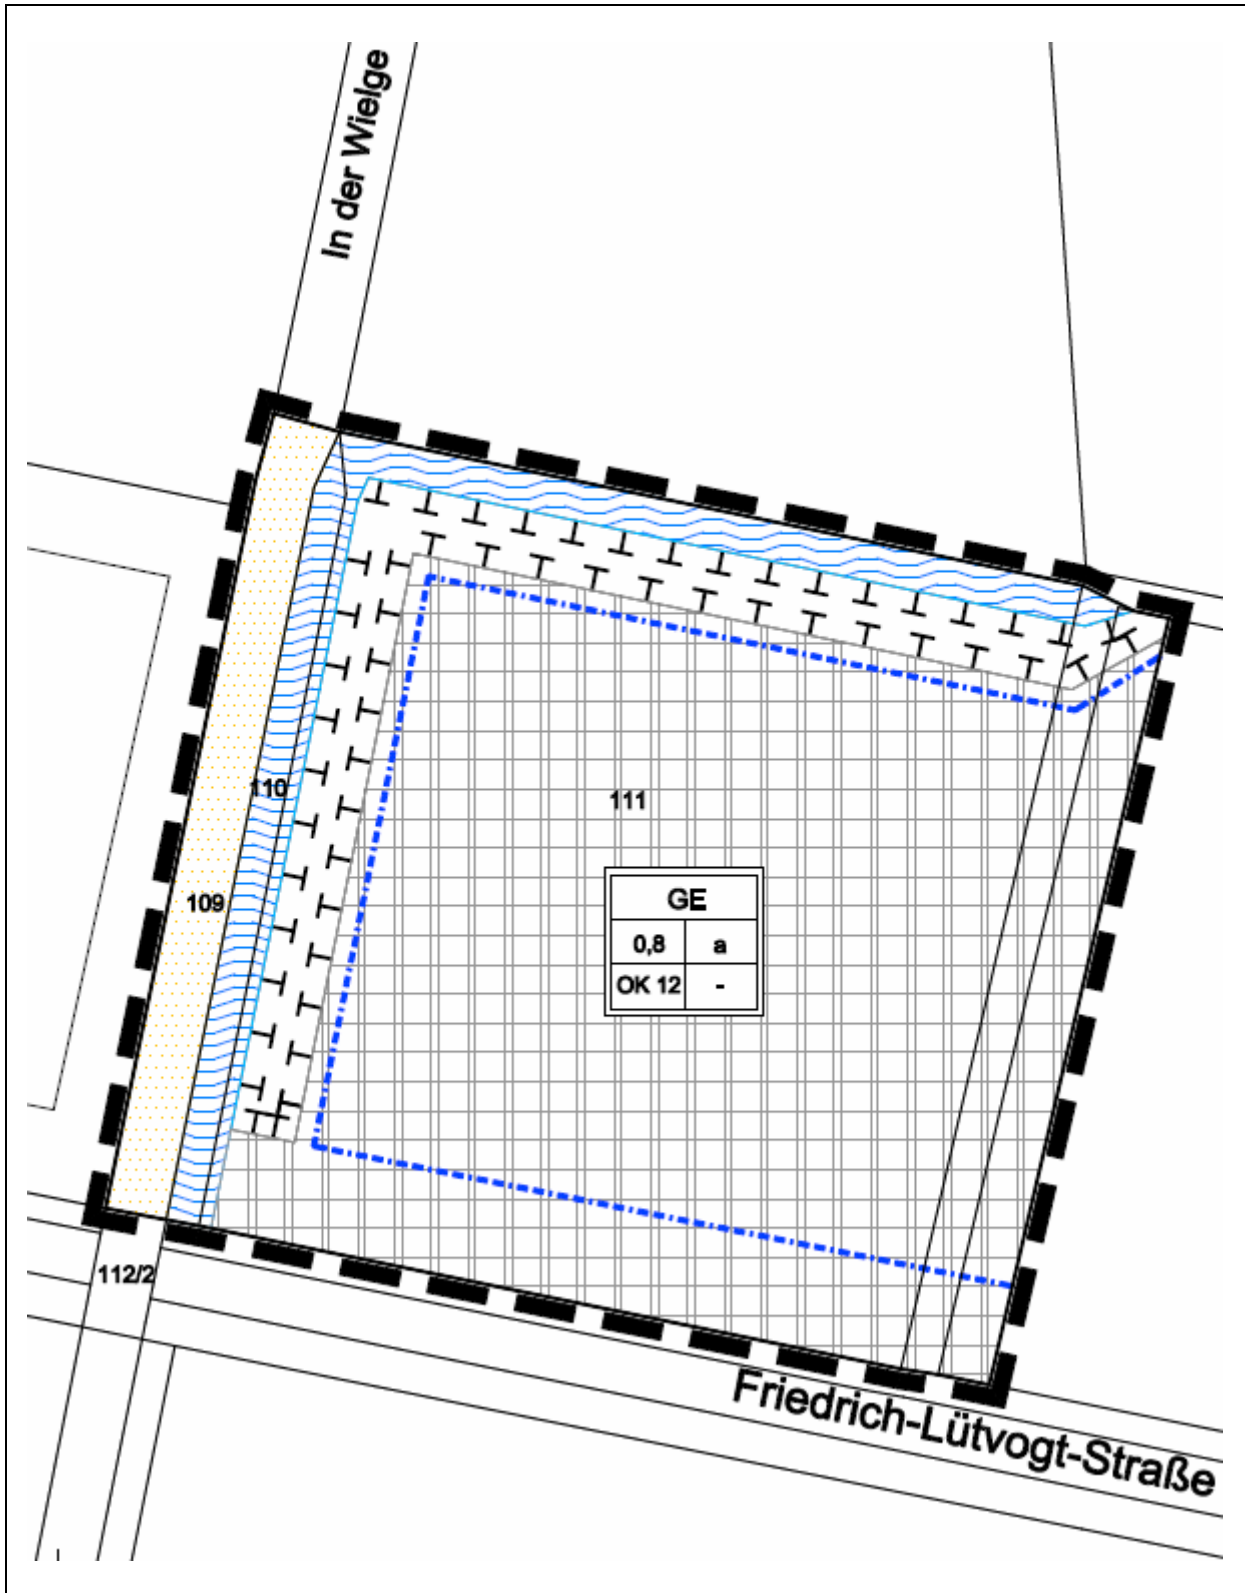 In der Wielge
110
111
109
GE
0,8 a
OK 12 -
112/2
Friedrich-Lütvogt-Straße